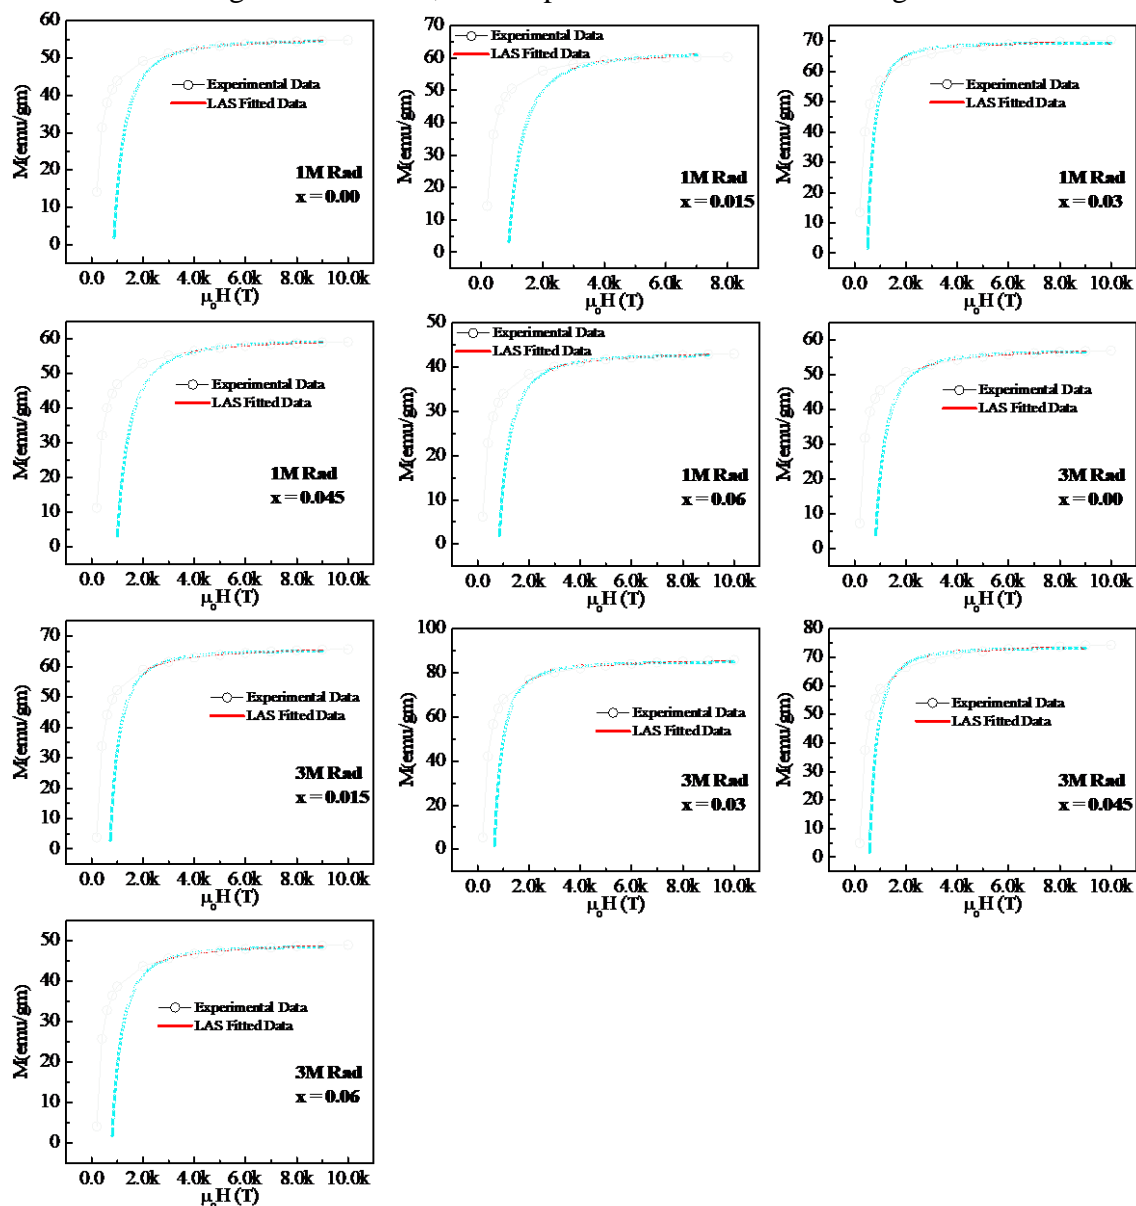 60
50
40
30
20
10
0
M(emu/gm)
Experimental Data
LAS Fitted Data
1M Rad
x = 0.00
0.0 2.0k 4.0k 6.0k 8.0k 10.0k
μ₀H (T)
70
60
50
40
30
20
10
0
M(emu/gm)
Experimental Data
LAS Fitted Data
1M Rad
x = 0.015
0.0 2.0k 4.0k 6.0k 8.0k
μ₀H (T)
70
60
50
40
30
20
10
0
M(emu/gm)
Experimental Data
LAS Fitted Data
1M Rad
x = 0.03
0.0 2.0k 4.0k 6.0k 8.0k 10.0k
μ₀H (T)
60
50
40
30
20
10
0
M(emu/gm)
Experimental Data
LAS Fitted Data
1M Rad
x = 0.045
0.0 2.0k 4.0k 6.0k 8.0k 10.0k
μ₀H (T)
50
40
30
20
10
0
M(emu/gm)
Experimental Data
LAS Fitted Data
1M Rad
x = 0.06
0.0 2.0k 4.0k 6.0k 8.0k 10.0k
μ₀H (T)
60
50
40
30
20
10
0
M(emu/gm)
Experimental Data
LAS Fitted Data
3M Rad
x = 0.00
0.0 2.0k 4.0k 6.0k 8.0k 10.0k
μ₀H (T)
70
60
50
40
30
20
10
0
M(emu/gm)
Experimental Data
LAS Fitted Data
3M Rad
x = 0.015
0.0 2.0k 4.0k 6.0k 8.0k 10.0k
μ₀H (T)
100
80
60
40
20
0
M(emu/gm)
Experimental Data
LAS Fitted Data
3M Rad
x = 0.03
0.0 2.0k 4.0k 6.0k 8.0k 10.0k
μ₀H (T)
80
70
60
50
40
30
20
10
0
M(emu/gm)
Experimental Data
LAS Fitted Data
3M Rad
x = 0.045
0.0 2.0k 4.0k 6.0k 8.0k 10.0k
μ₀H (T)
50
40
30
20
10
0
M(emu/gm)
Experimental Data
LAS Fitted Data
3M Rad
x = 0.06
0.0 2.0k 4.0k 6.0k 8.0k 10.0k
μ₀H (T)